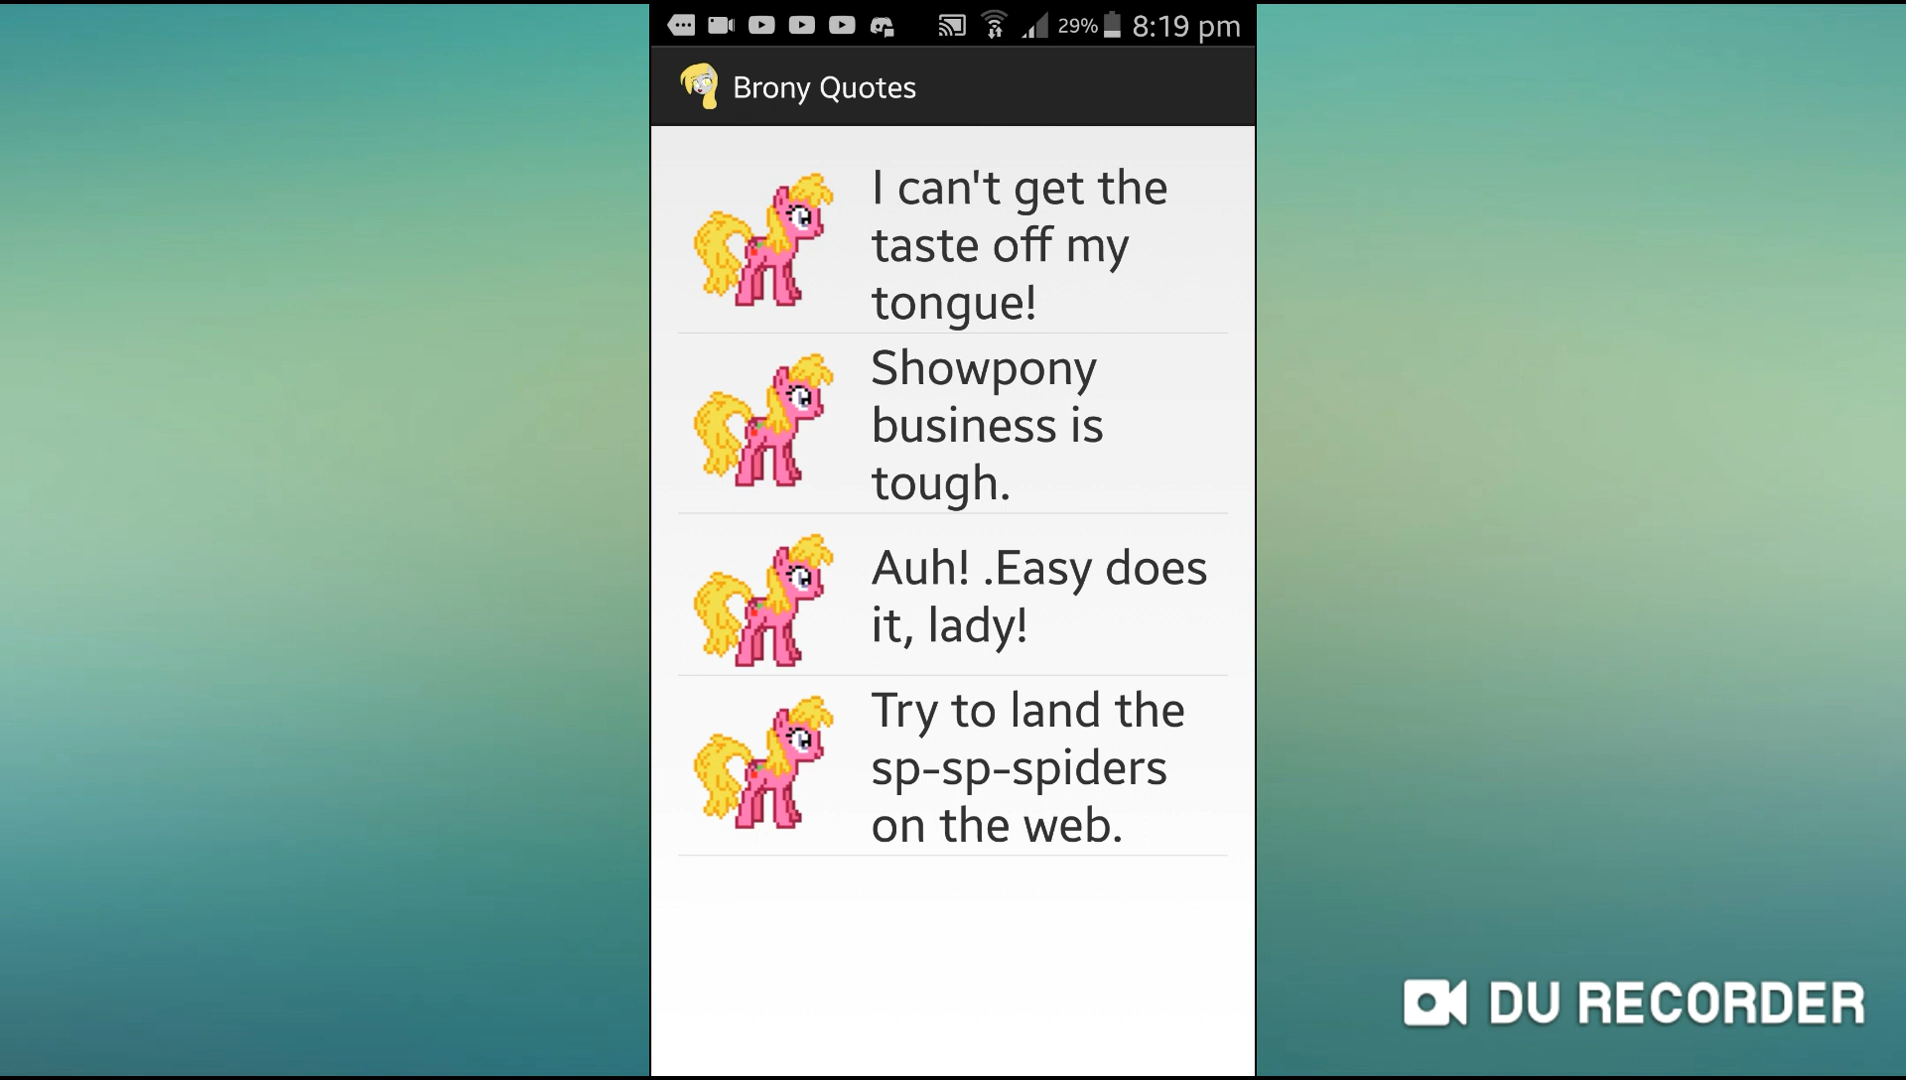 29% 8:19 pm
Brony Quotes
I can't get the
taste off my
tongue!
Showpony
business is
tough.
Auh! .Easy does
it, lady!
Try to land the
sp-sp-spiders
on the web.
DU RECORDER